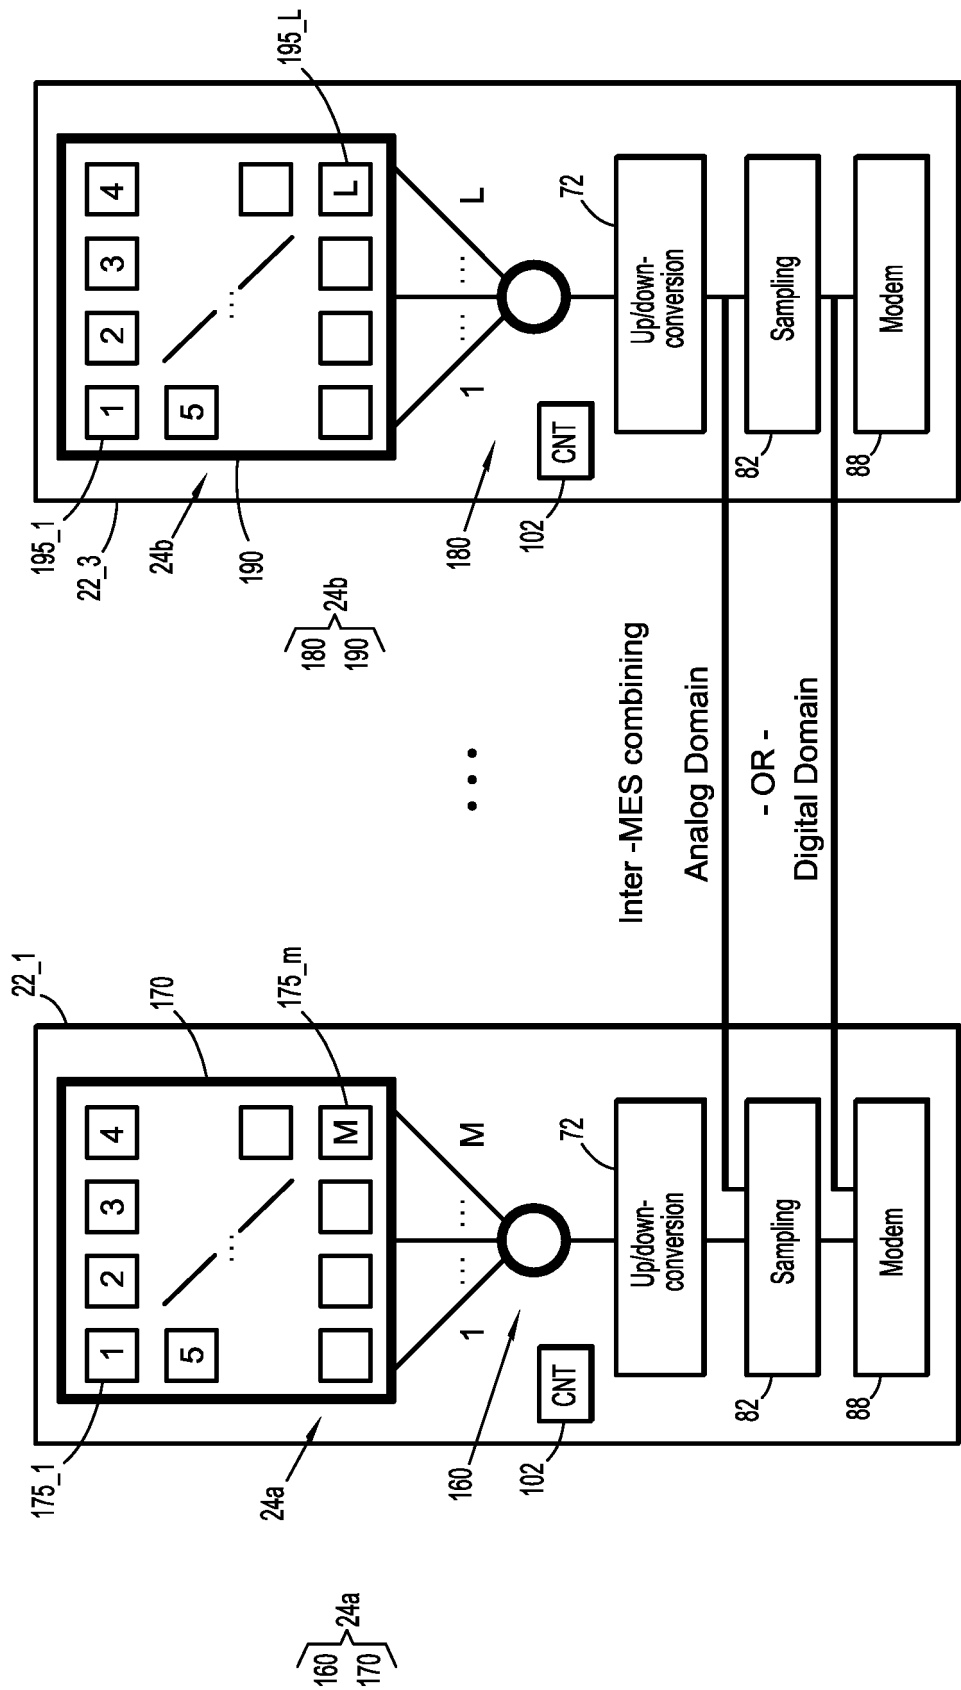 22_1
170
175_1
1
2
3
4
5
...
M
175_m
24a
160
170
24a
1
...
...
M
160
CNT
102
Up/down-
conversion
72
Sampling
82
Modem
88
...
Inter -MES combining
Analog Domain
- OR -
Digital Domain
195_1
22_3
1
2
3
4
5
...
L
195_L
24b
190
180
190
24b
1
...
...
L
180
CNT
102
Up/down-
conversion
72
Sampling
82
Modem
88